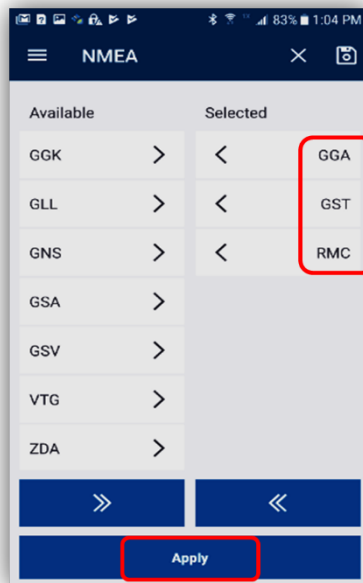 83% 1:04 PM
NMEA
Available Selected
GGK GGA
GLL GST
GNS RMC
GSA
GSV
VTG
ZDA
Apply